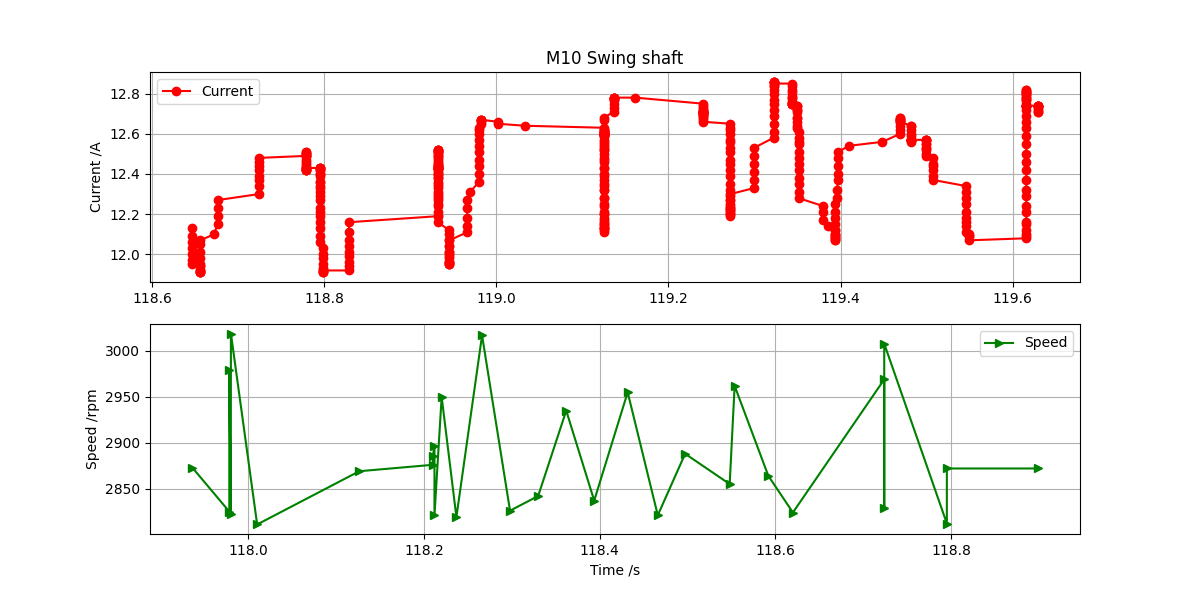 M10 Swing shaft
Current /A
12.8
12.6
12.4
12.2
12.0
Current
118.6 118.8 119.0 119.2 119.4 119.6
Speed /rpm
3000
2950
2900
2850
Speed
118.0 118.2 118.4 118.6 118.8
Time /s